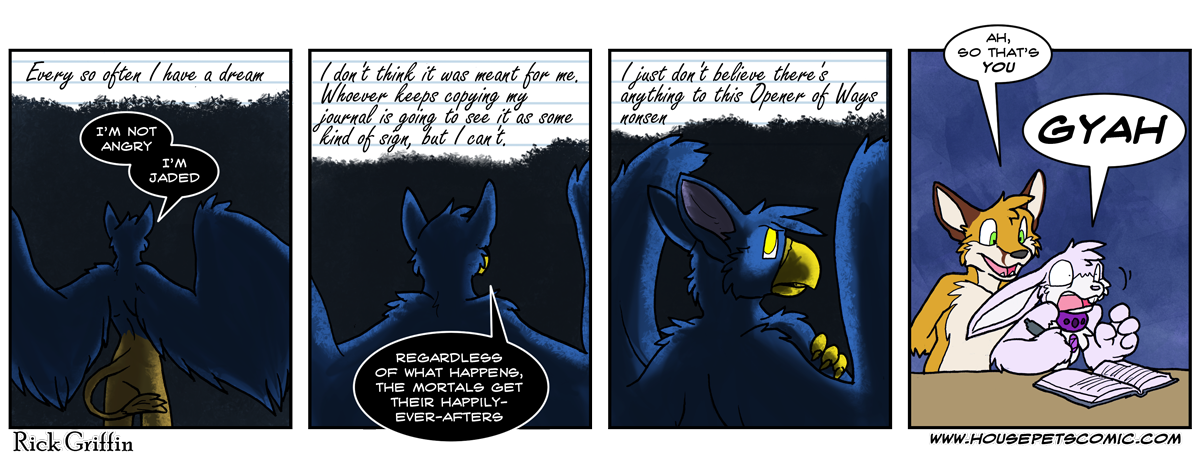 Every so often I have a dream
I'M NOT
ANGRY
I'M
JADED
I don't think it was meant for me.
Whoever keeps copying my
journal is going to see it as some
kind of sign, but I can't.
REGARDLESS
OF WHAT HAPPENS,
THE MORTALS GET
THEIR HAPPILY-
EVER-AFTERS
I just don't believe there's
anything to this Opener of Ways
nonsen
AH,
SO THAT'S
YOU
GYAH
Rick Griffin
WWW.HOUSEPETSCOMIC.COM